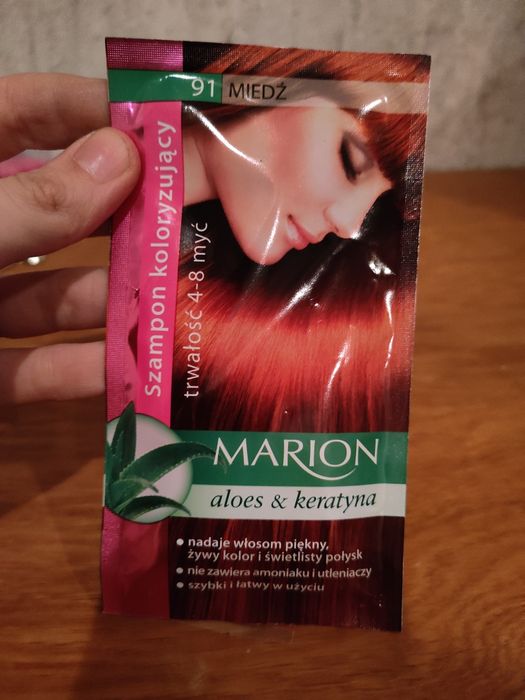 91 MIEDŹ
Szampon koloryzujący
trwałość 4-8 myć
MARION
aloes & keratyna
• nadaje włosom piękny,
żywy kolor i świetlisty połysk
• nie zawiera amoniaku i utleniaczy
• szybki i łatwy w użyciu